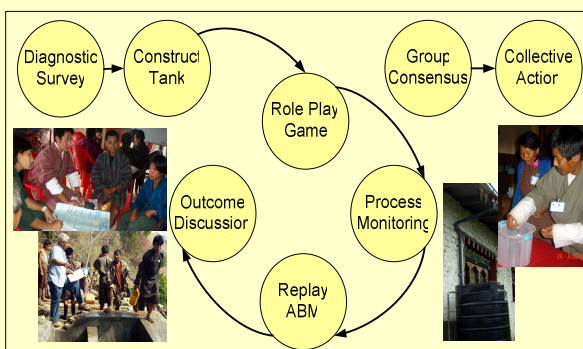 Diagnostic
Survey
Construct
Tank
Role Play
Game
Process
Monitoring
Replay
ABM
Outcome
Discussion
Group
Consensus
Collective
Action